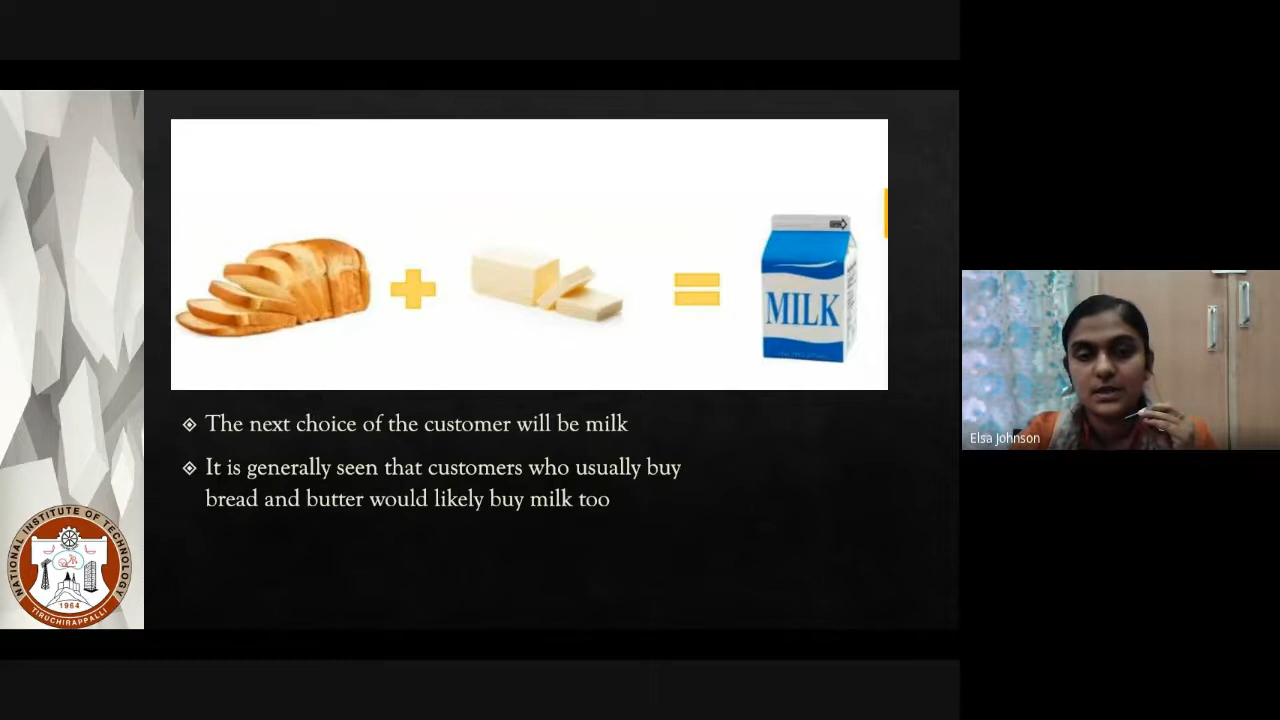 MILK
The next choice of the customer will be milk
It is generally seen that customers who usually buy
bread and butter would likely buy milk too
NATIONAL INSTITUTE OF TECHNOLOGY
1964
TIRUCHIRAPPALLI
Elsa Johnson